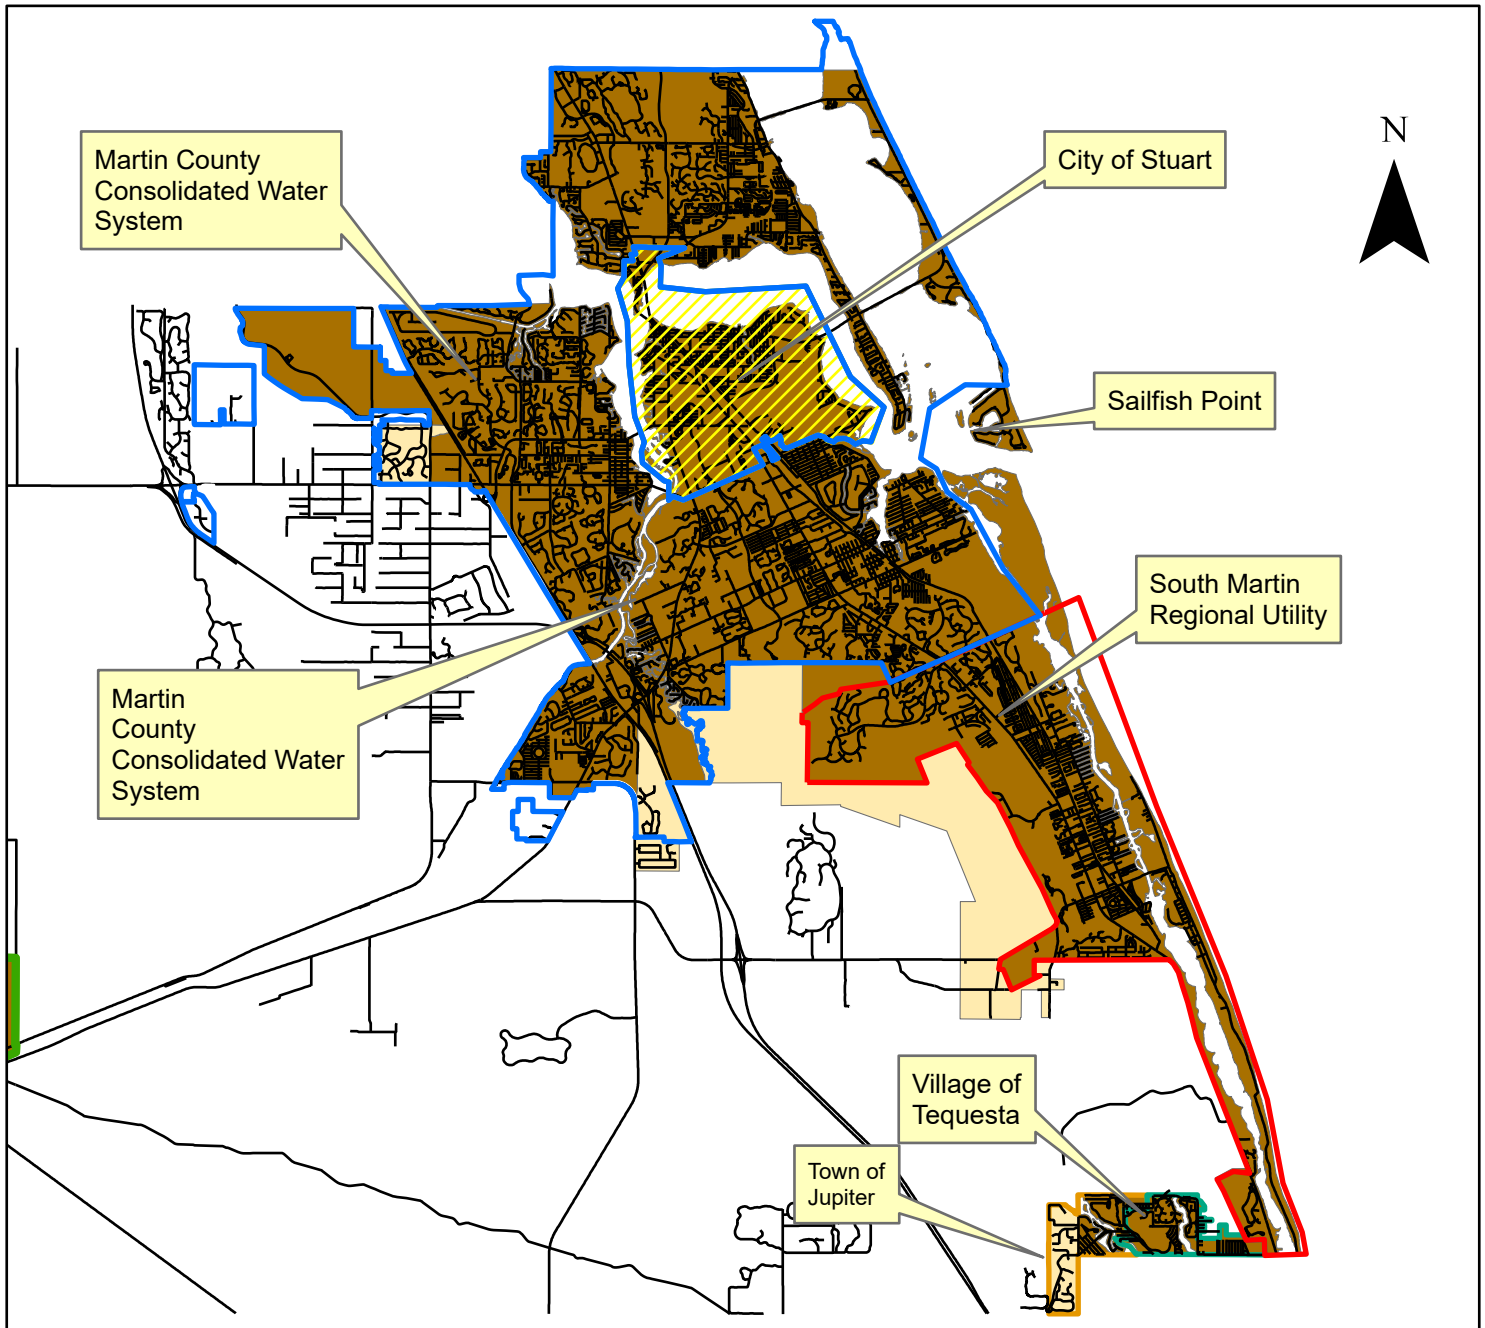 N
Martin County
Consolidated Water
System
City of Stuart
Sailfish Point
South Martin
Regional Utility
Martin
County
Consolidated Water
System
Village of
Tequesta
Town of
Jupiter